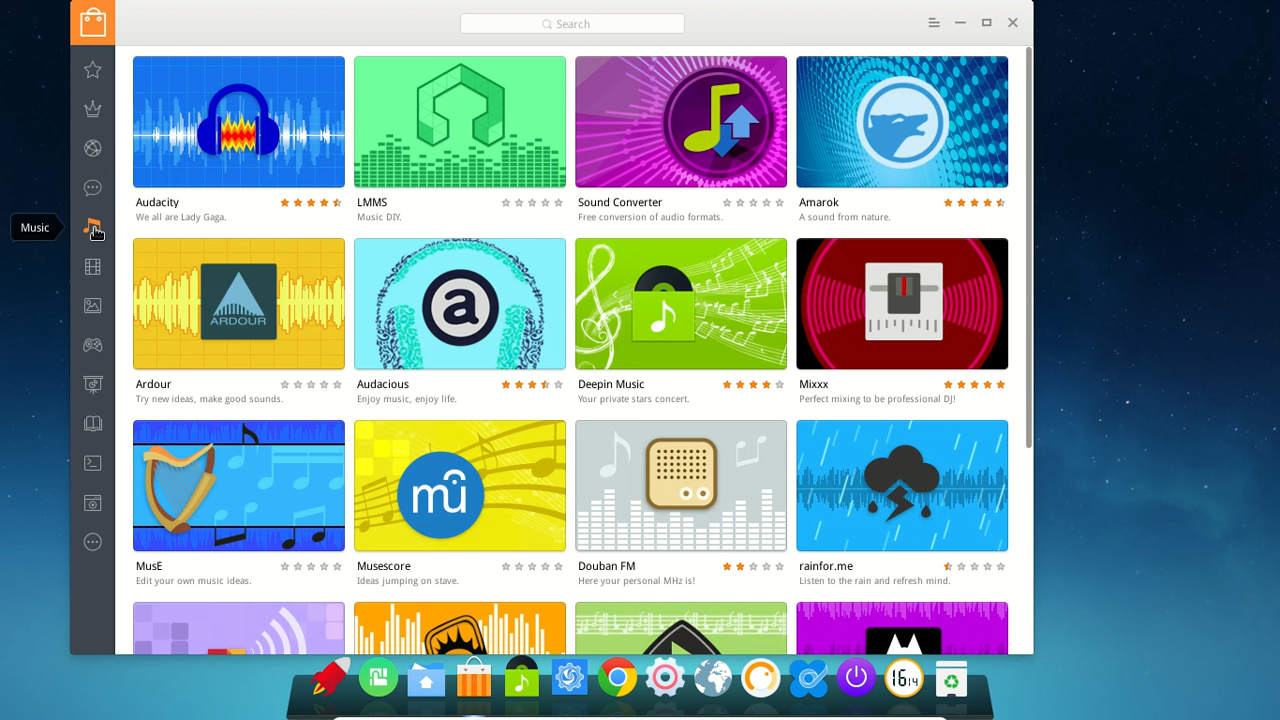 Search
Music
Audacity
We all are Lady Gaga.
LMMS
Music DIY.
Sound Converter
Free conversion of audio formats.
Amarok
A sound from nature.
ARDOUR
a
Ardour
Try new ideas, make good sounds.
Audacious
Enjoy music, enjoy life.
Deepin Music
Your private stars concert.
Mixxx
Perfect mixing to be professional DJ!
mu
MusE
Edit your own music ideas.
Musescore
Ideas jumping on stave.
Douban FM
Here your personal MHz is!
rainfor.me
Listen to the rain and refresh mind.
16 14